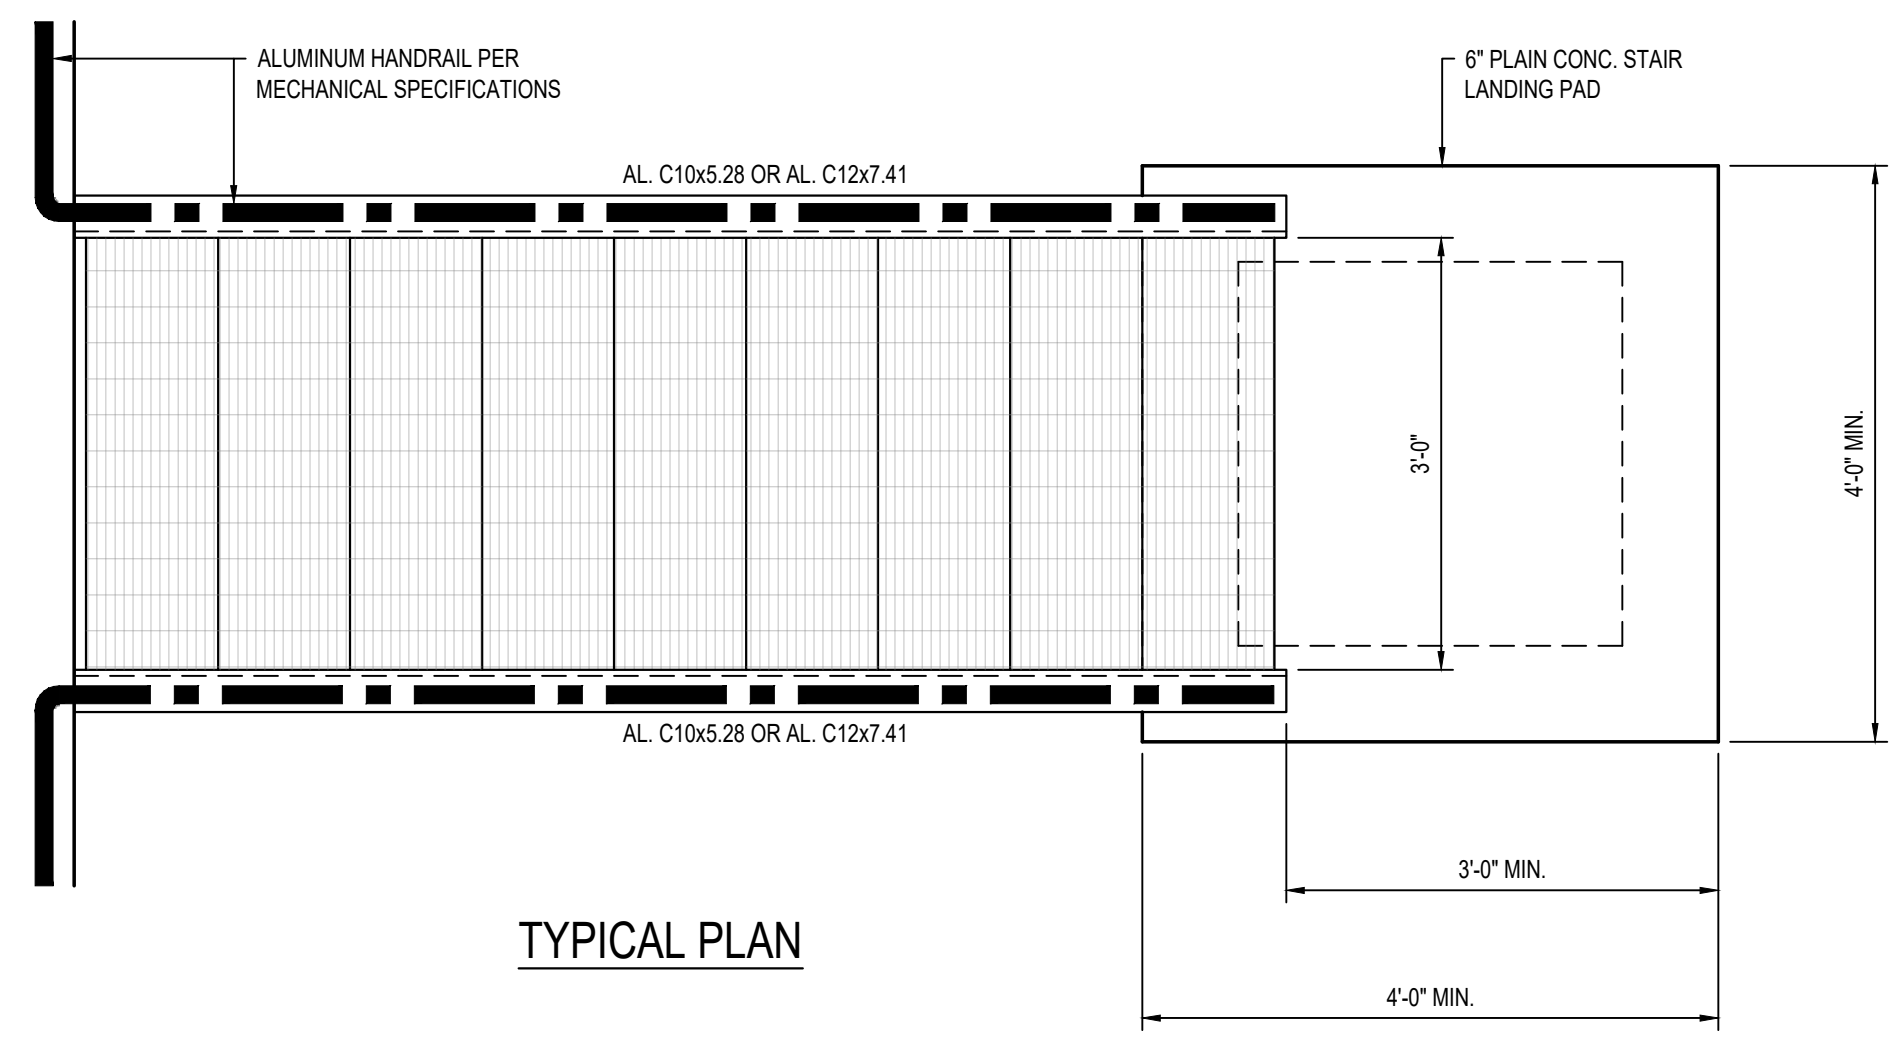 ALUMINUM HANDRAIL PER
MECHANICAL SPECIFICATIONS
6" PLAIN CONC. STAIR
LANDING PAD
AL. C10x5.28 OR AL. C12x7.41
3'-0"
4'-0" MIN.
AL. C10x5.28 OR AL. C12x7.41
3'-0" MIN.
TYPICAL PLAN
4'-0" MIN.